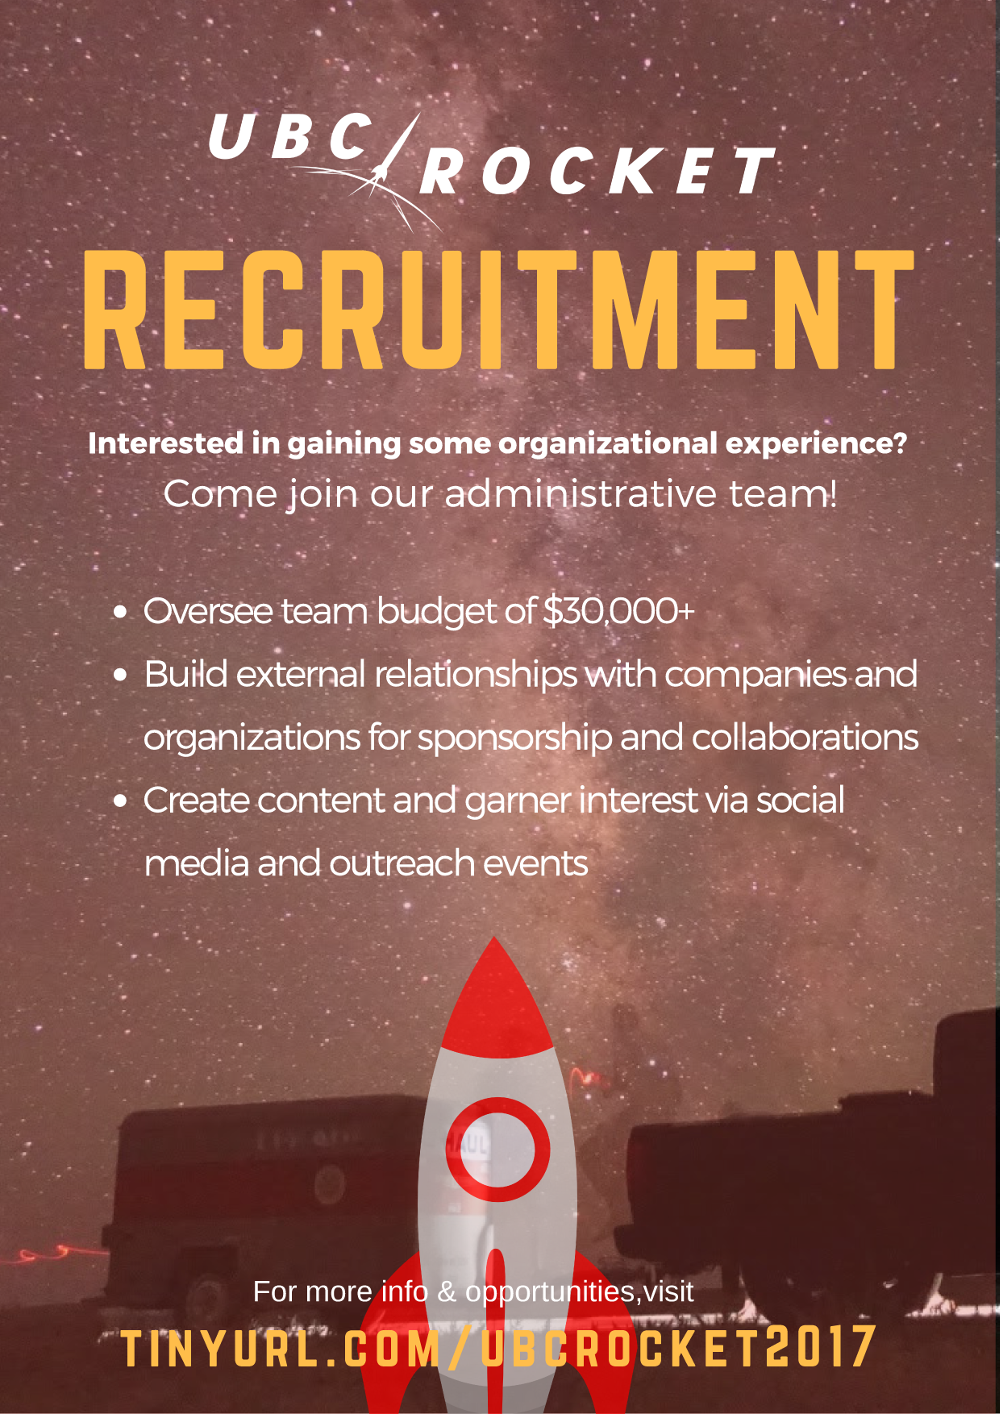 UBC ROCKET
RECRUITMENT
Interested in gaining some organizational experience?
Come join our administrative team!
• Oversee team budget of $30,000+
• Build external relationships with companies and
organizations for sponsorship and collaborations
• Create content and garner interest via social
media and outreach events
For more info & opportunities,visit
TINYURL.COM/UBCROCKET2017